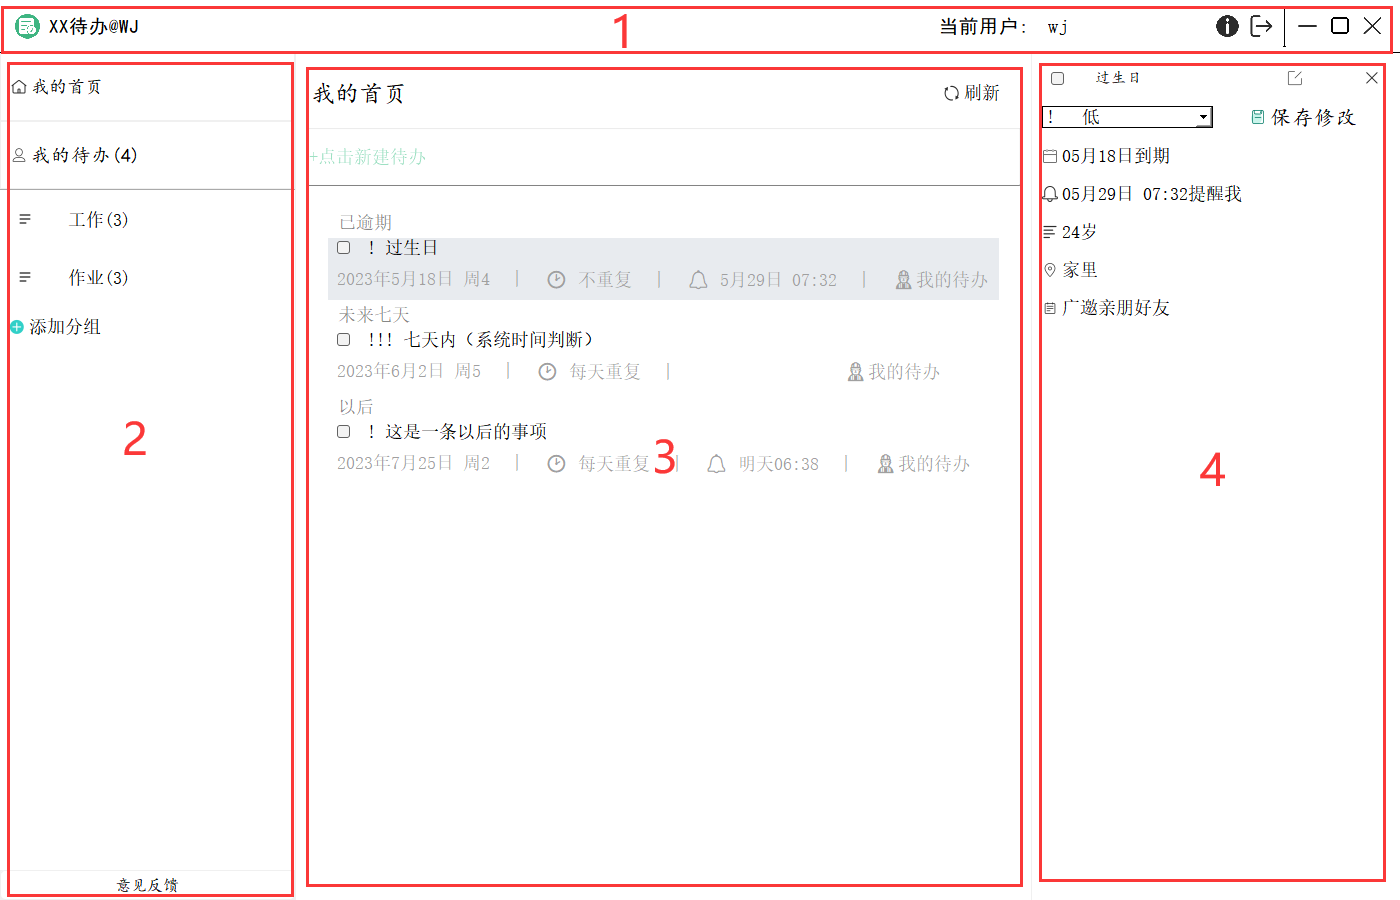 XX待办@WJ
当前用户: wj
1
我的首页
我的待办(4)
工作(3)
作业(3)
添加分组
2
意见反馈
我的首页
刷新
+点击新建待办
已逾期
! 过生日
2023年5月18日 周4 | 不重复 | 5月29日 07:32 | 我的待办
未来七天
!!! 七天内（系统时间判断）
2023年6月2日 周5 | 每天重复 | 我的待办
以后
! 这是一条以后的事项
2023年7月25日 周2 | 每天重复 | 明天06:38 | 我的待办
3
过生日
! 低
保存修改
05月18日到期
05月29日 07:32提醒我
24岁
家里
广邀亲朋好友
4